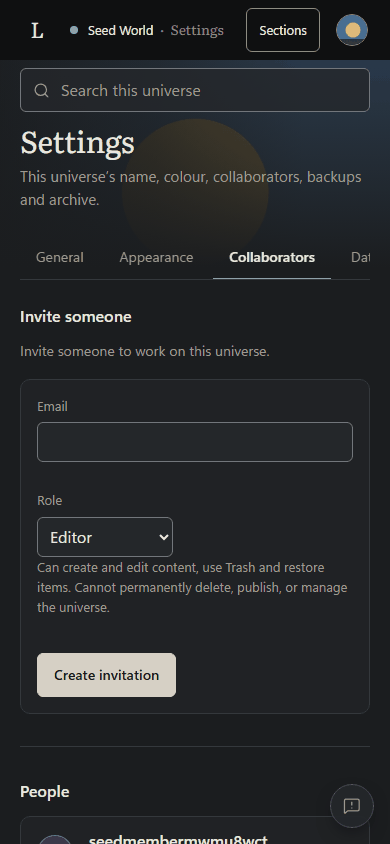 L
Seed World · Settings
Sections
Search this universe
Settings
This universe's name, colour, collaborators, backups
and archive.
General
Appearance
Collaborators
Dat
Invite someone
Invite someone to work on this universe.
Email
Role
Editor
Can create and edit content, use Trash and restore
items. Cannot permanently delete, publish, or manage
the universe.
Create invitation
People
seedmembermwmu8wct